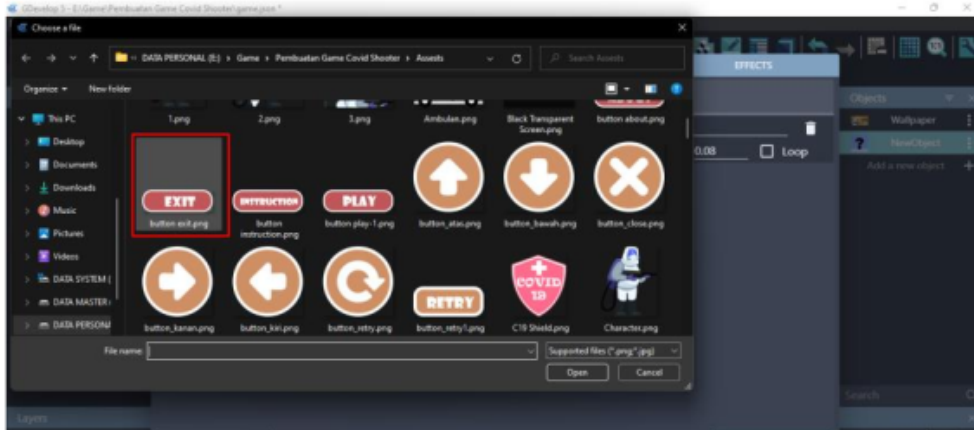 GDevelop 5 - E:\Game\Pembuatan Game Covid Shooter\game.json *
Choose a file
DATA PERSONAL (E:) > Game > Pembuatan Game Covid Shooter > Assests
Search Assests
Organize
New folder
EFFECTS
This PC
Desktop
Documents
Downloads
Music
Pictures
Videos
DATA SYSTEM (
DATA MASTER
DATA PERSONA
1.png
2.png
3.png
Ambulan.png
Black Transparent Screen.png
button about.png
EXIT
INSTRUCTION
PLAY
button exit.png
button instruction.png
button play-1.png
button_atas.png
button_bawah.png
button_close.png
RETRY
COVID
19
button_kanan.png
button_kiri.png
button_retry.png
button_retry1.png
C19 Shield.png
Character.png
File name:
Supported files (*.png;*.jpg)
Open
Cancel
0.08
Loop
Objects
Wallpaper
NewObject
Add a new object
Search
Layers